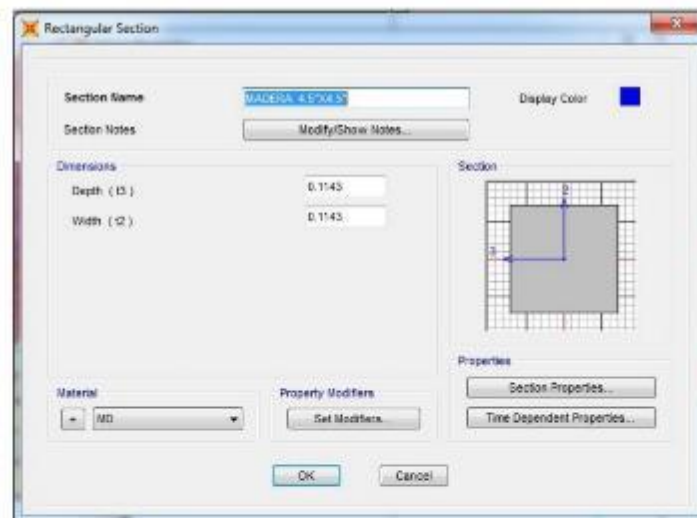 Rectangular Section
Section Name
MADERA 4.5"X4.5"
Display Color
Section Notes
Modify/Show Notes...
Dimensions
Depth ( t3 )
0.1143
Width ( t2 )
0.1143
Section
2
3
Properties
Section Properties...
Time Dependent Properties...
Material
+
MD
Property Modifiers
Set Modifiers...
OK
Cancel